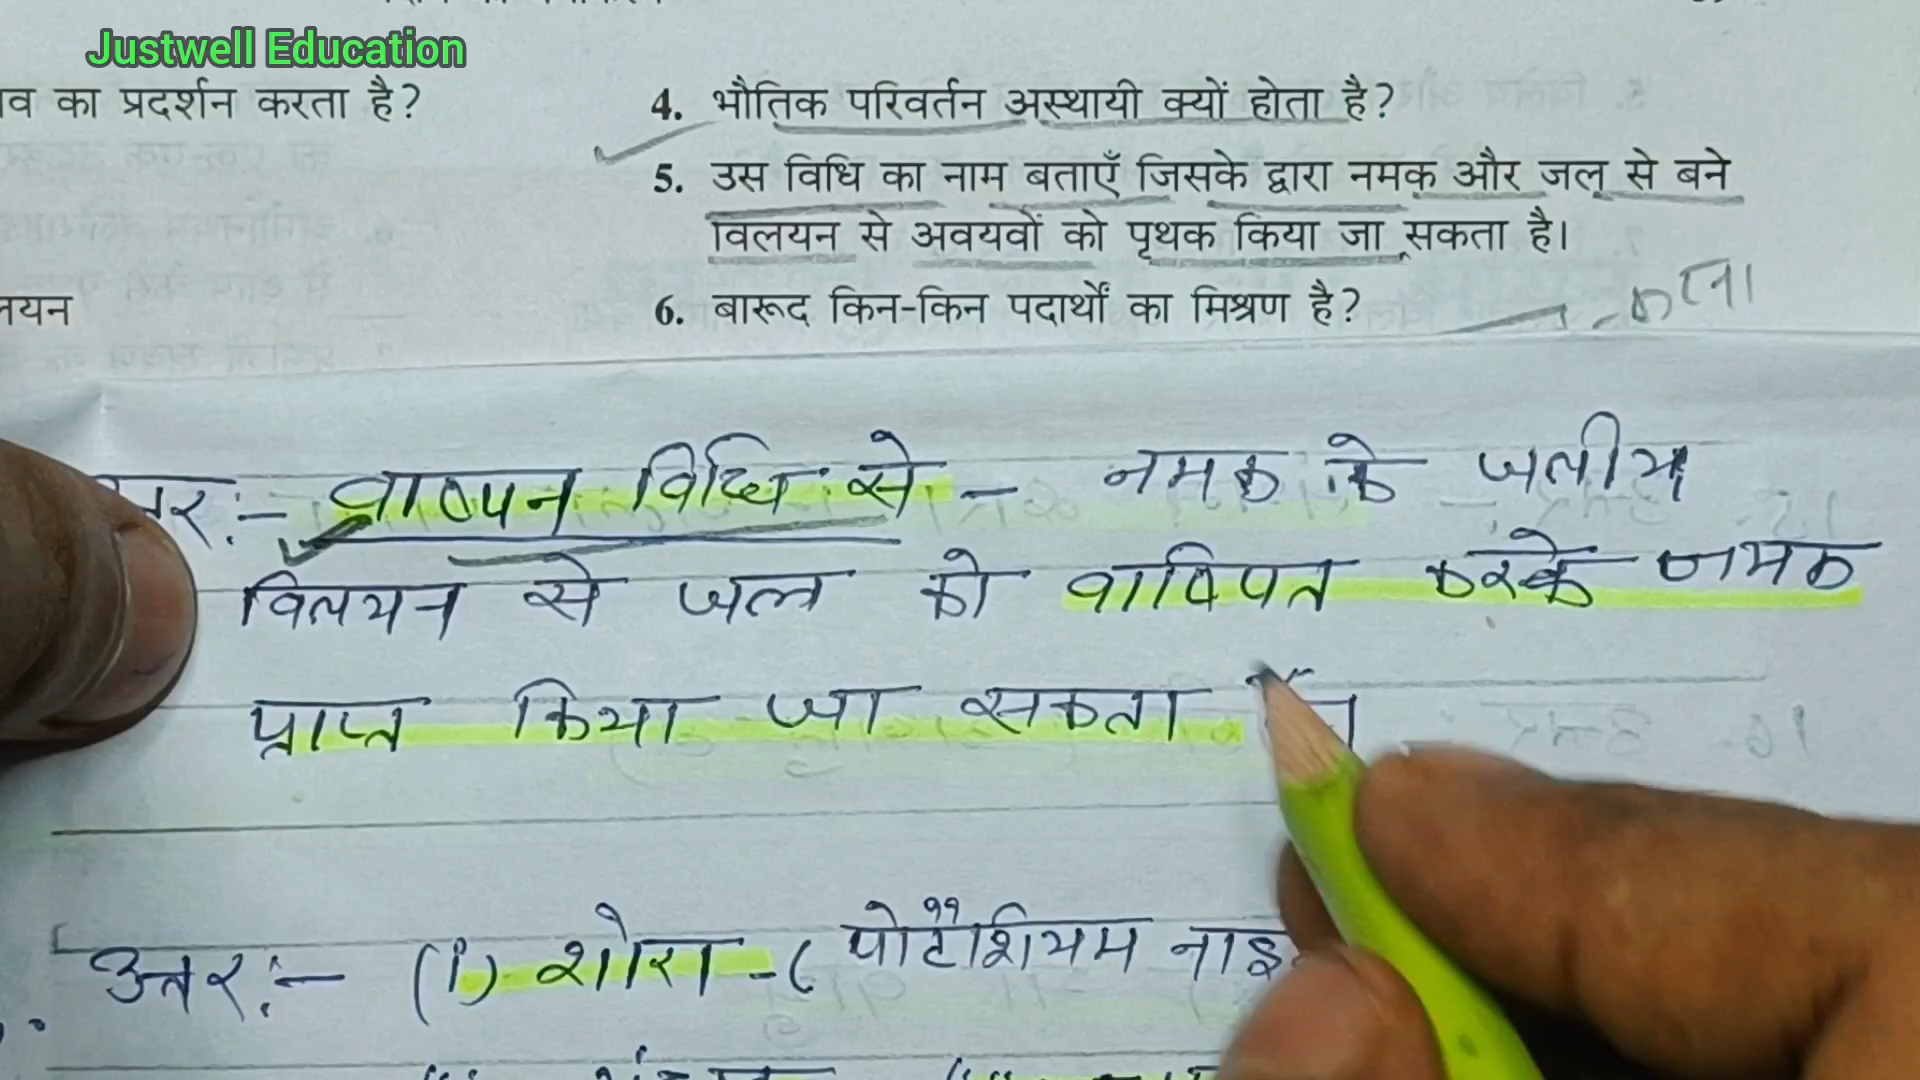 Justwell Education
व का प्रदर्शन करता है?
4. भौतिक परिवर्तन अस्थायी क्यों होता है?
5. उस विधि का नाम बताएँ जिसके द्वारा नमक और जल से बने
विलयन से अवयवों को पृथक किया जा सकता है।
लयन
6. बारूद किन-किन पदार्थों का मिश्रण है?
वाष्पन विधि से - नमक के जलीय
विलयन से जल को वाष्पित करके नमक
प्राप्त किया जा सकता
उत्तर:- (i) शोरा - ( पोटैशियम नाइ